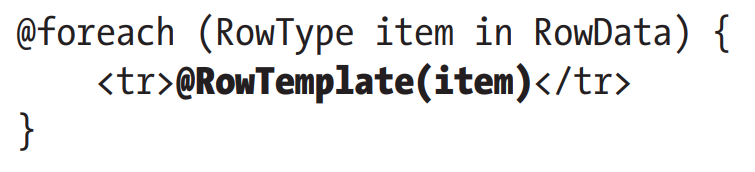 @foreach (RowType item in RowData) {
    <tr>@RowTemplate(item)</tr>
}